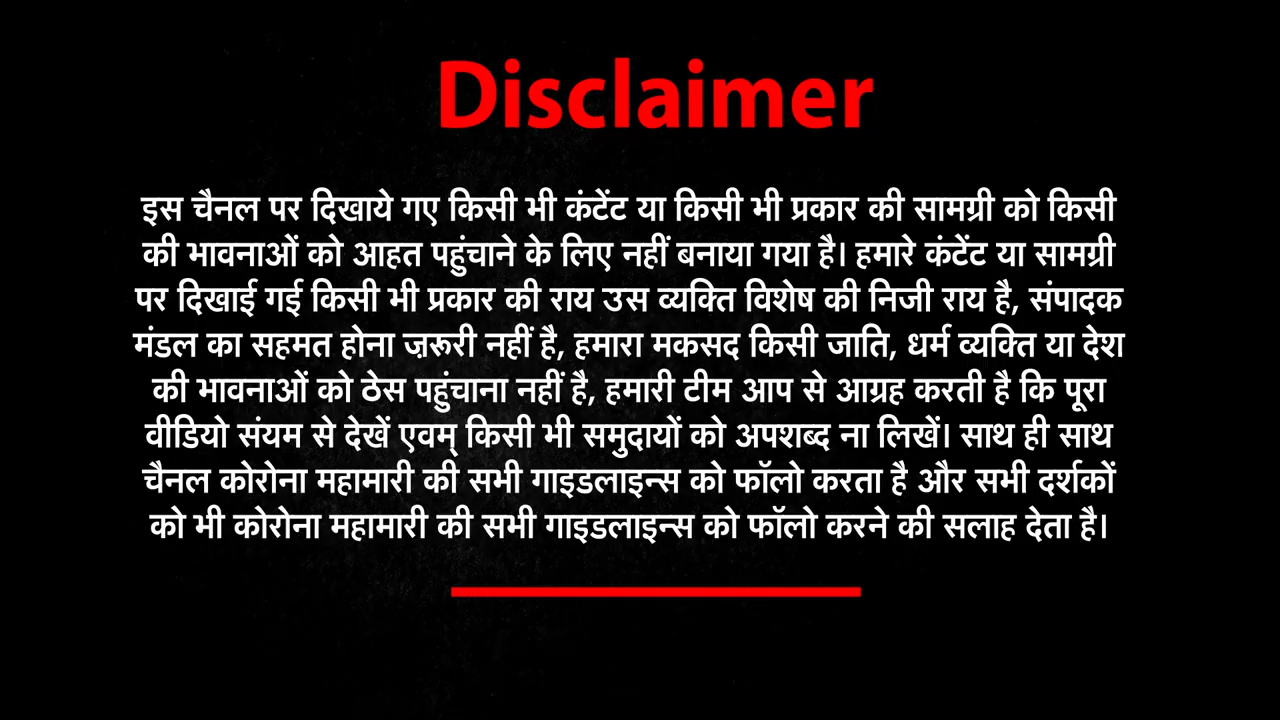 Disclaimer
इस चैनल पर दिखाये गए किसी भी कंटेंट या किसी भी प्रकार की सामग्री को किसी
की भावनाओं को आहत पहुंचाने के लिए नहीं बनाया गया है। हमारे कंटेंट या सामग्री
पर दिखाई गई किसी भी प्रकार की राय उस व्यक्ति विशेष की निजी राय है, संपादक
मंडल का सहमत होना ज़रूरी नहीं है, हमारा मकसद किसी जाति, धर्म व्यक्ति या देश
की भावनाओं को ठेस पहुंचाना नहीं है, हमारी टीम आप से आग्रह करती है कि पूरा
वीडियो संयम से देखें एवम् किसी भी समुदायों को अपशब्द ना लिखें। साथ ही साथ
चैनल कोरोना महामारी की सभी गाइडलाइन्स को फॉलो करता है और सभी दर्शकों
को भी कोरोना महामारी की सभी गाइडलाइन्स को फॉलो करने की सलाह देता है।